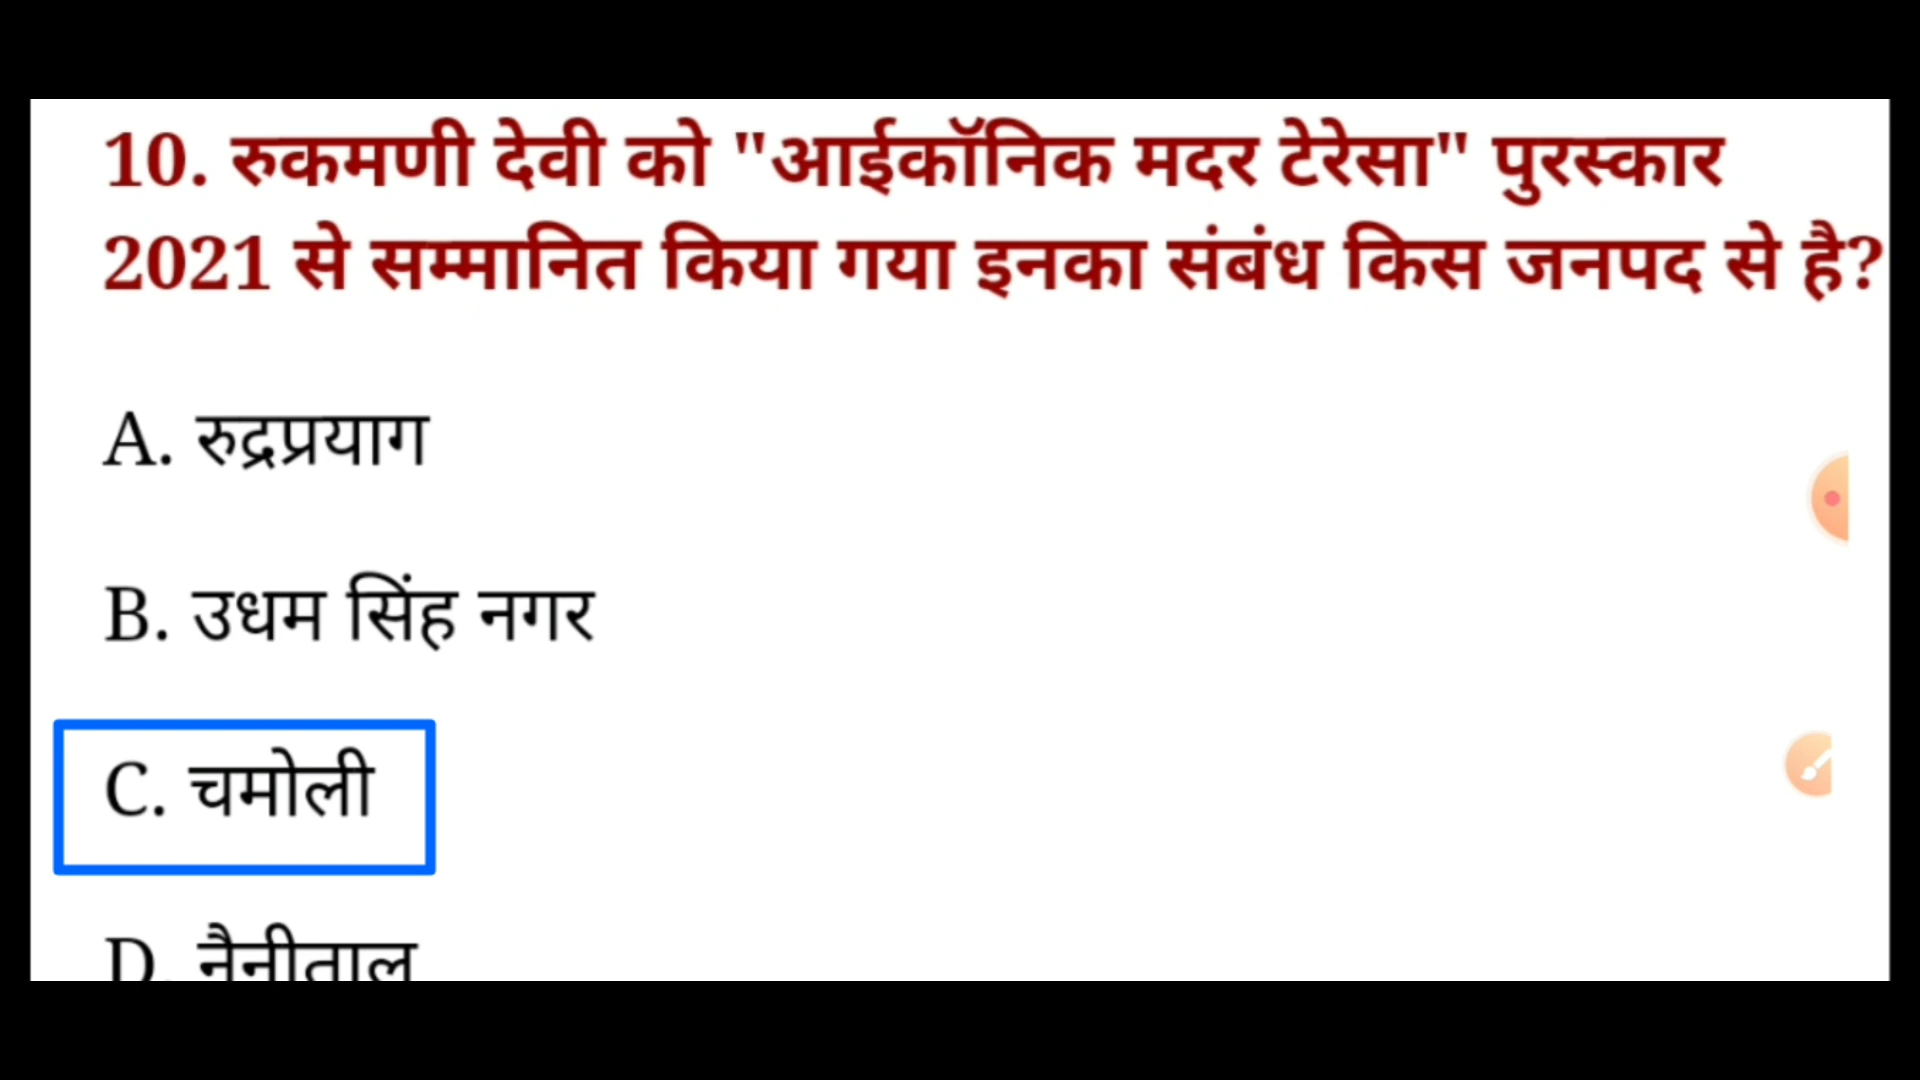 10. रुकमणी देवी को "आईकॉनिक मदर टेरेसा" पुरस्कार
2021 से सम्मानित किया गया इनका संबंध किस जनपद से है?
A. रुद्रप्रयाग
B. उधम सिंह नगर
C. चमोली
D. नैनीताल